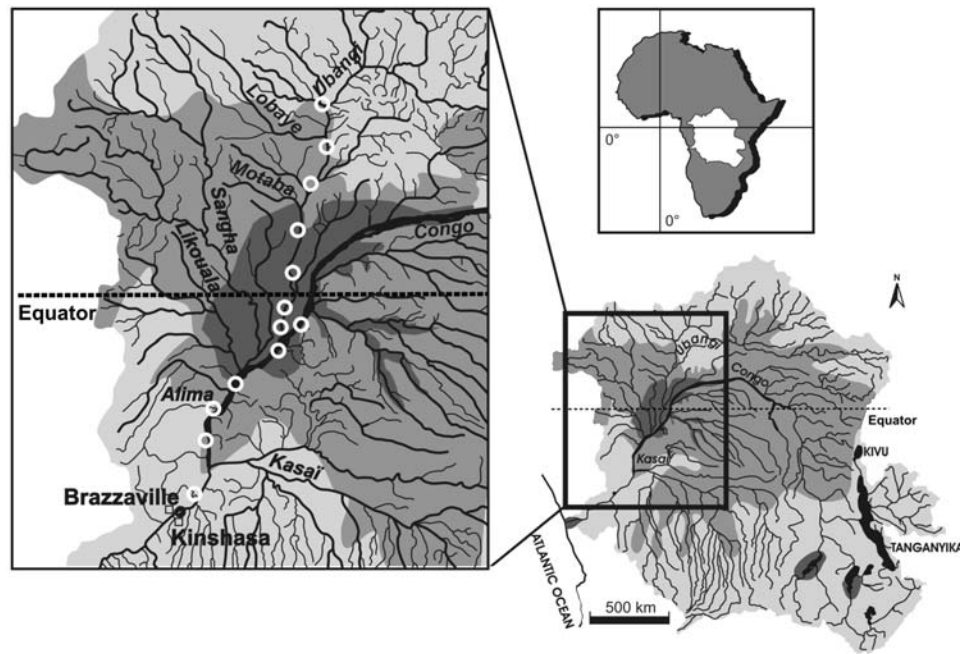 Ubangi
Lobaye
Motaba
Sangha
Likouala
Congo
Equator
Alima
Kasaï
Brazzaville
Kinshasa
0°
0°
N
Ubangi
Congo
Equator
KIVU
Kasaï
TANGANYIKA
ATLANTIC OCEAN
500 km